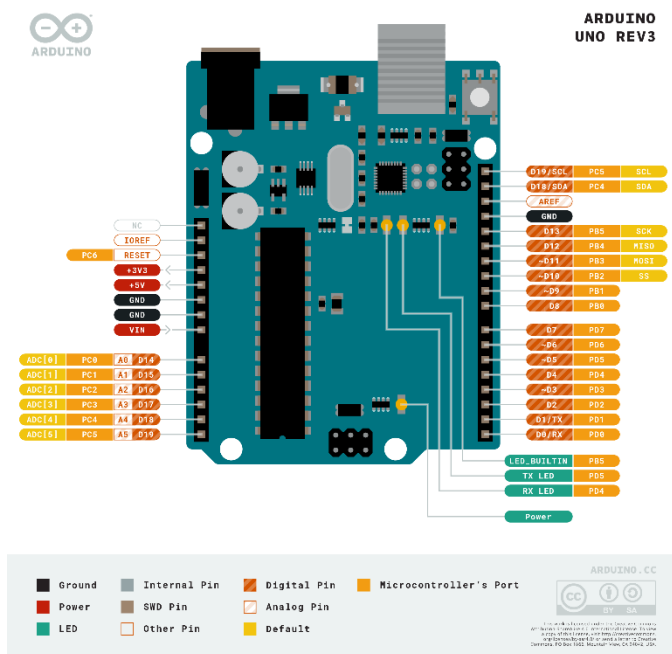 ARDUINO
ARDUINO
UNO REV3
NC
IOREF
PC6 RESET
+3V3
+5V
GND
GND
VIN
ADC[0] PC0 A0 D14
ADC[1] PC1 A1 D15
ADC[2] PC2 A2 D16
ADC[3] PC3 A3 D17
ADC[4] PC4 A4 D18
ADC[5] PC5 A5 D19
D19/SCL PC5 SCL
D18/SDA PC4 SDA
AREF
GND
D13 PB5 SCK
D12 PB4 MISO
~D11 PB3 MOSI
~D10 PB2 SS
~D9 PB1
D8 PB0
D7 PD7
~D6 PD6
~D5 PD5
D4 PD4
~D3 PD3
D2 PD2
D1/TX PD1
D0/RX PD0
LED_BUILTIN PB5
TX LED PD5
RX LED PD4
Power
Ground
Power
LED
Internal Pin
SWD Pin
Other Pin
Digital Pin
Analog Pin
Default
Microcontroller's Port
ARDUINO.CC
CC
BY SA